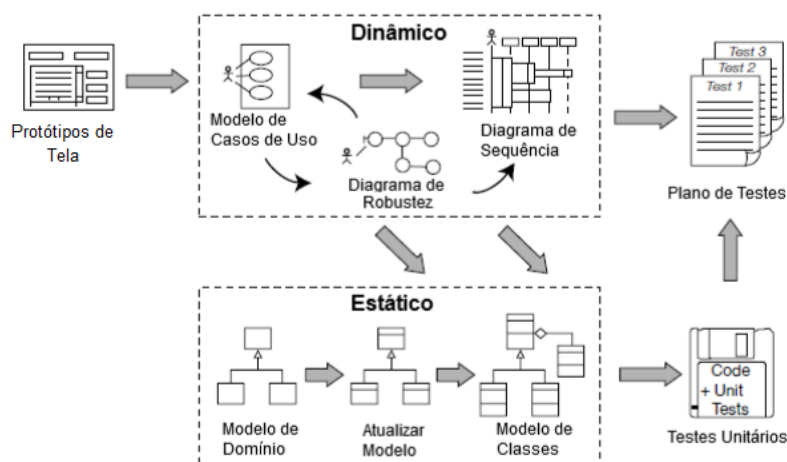 Dinâmico
Protótipos de
Tela
Modelo de
Casos de Uso
Diagrama de
Robustez
Diagrama de
Sequência
Test 3
Test 2
Test 1
Plano de Testes
Estático
Modelo de
Domínio
Atualizar
Modelo
Modelo de
Classes
Code
+ Unit
Tests
Testes Unitários